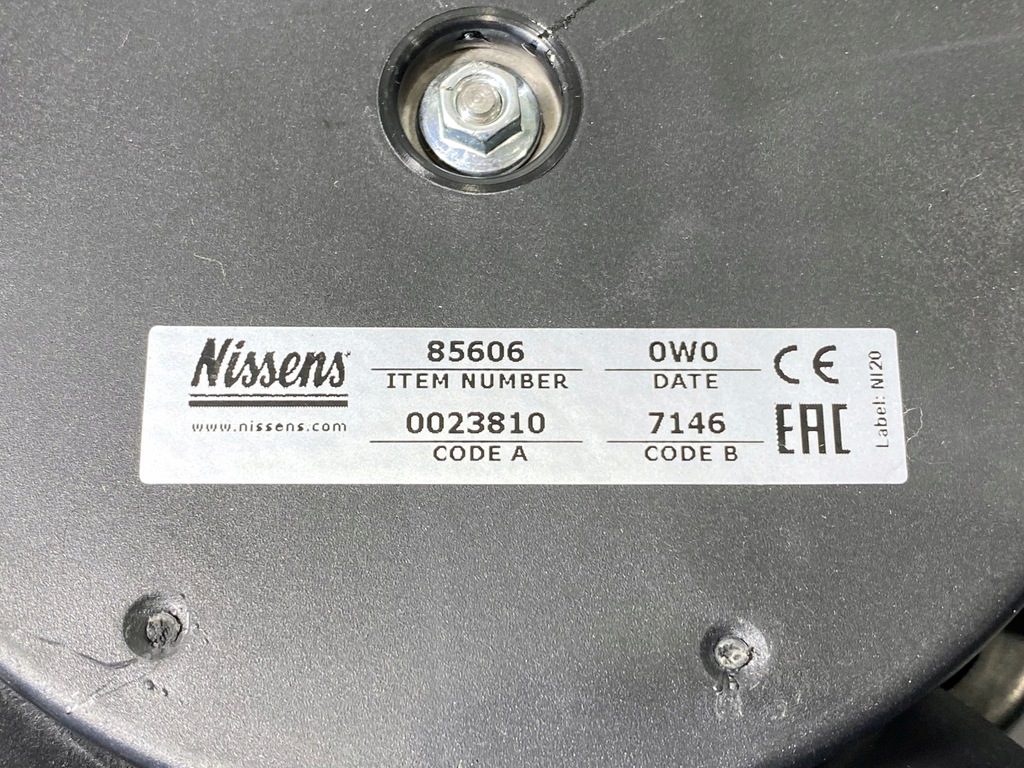 Nissens
www.nissens.com
85606
ITEM NUMBER
0W0
DATE
0023810
CODE A
7146
CODE B
CE
EAC
Label: NI20